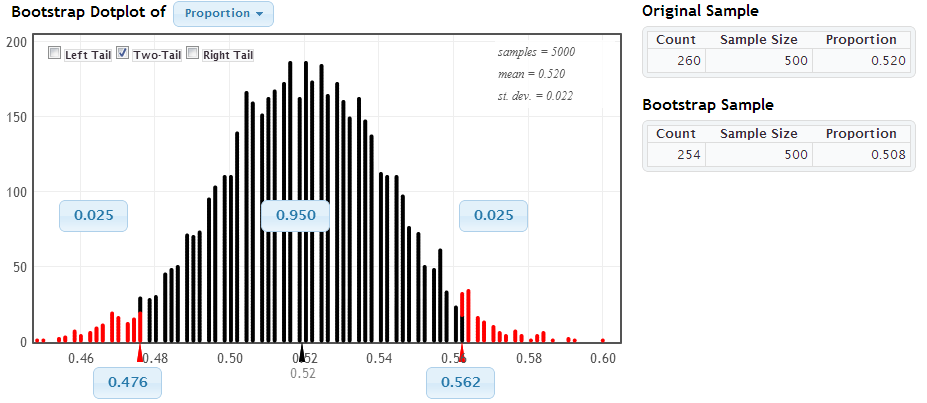 Bootstrap Dotplot of Proportion
Left Tail Two-Tail Right Tail
samples = 5000
mean = 0.520
st. dev. = 0.022
200
150
100
50
0
0.025 0.950 0.025
0.46 0.48 0.50 0.52 0.54 0.56 0.58 0.60
0.52
0.476 0.562
Original Sample
Count Sample Size Proportion
260 500 0.520
Bootstrap Sample
Count Sample Size Proportion
254 500 0.508